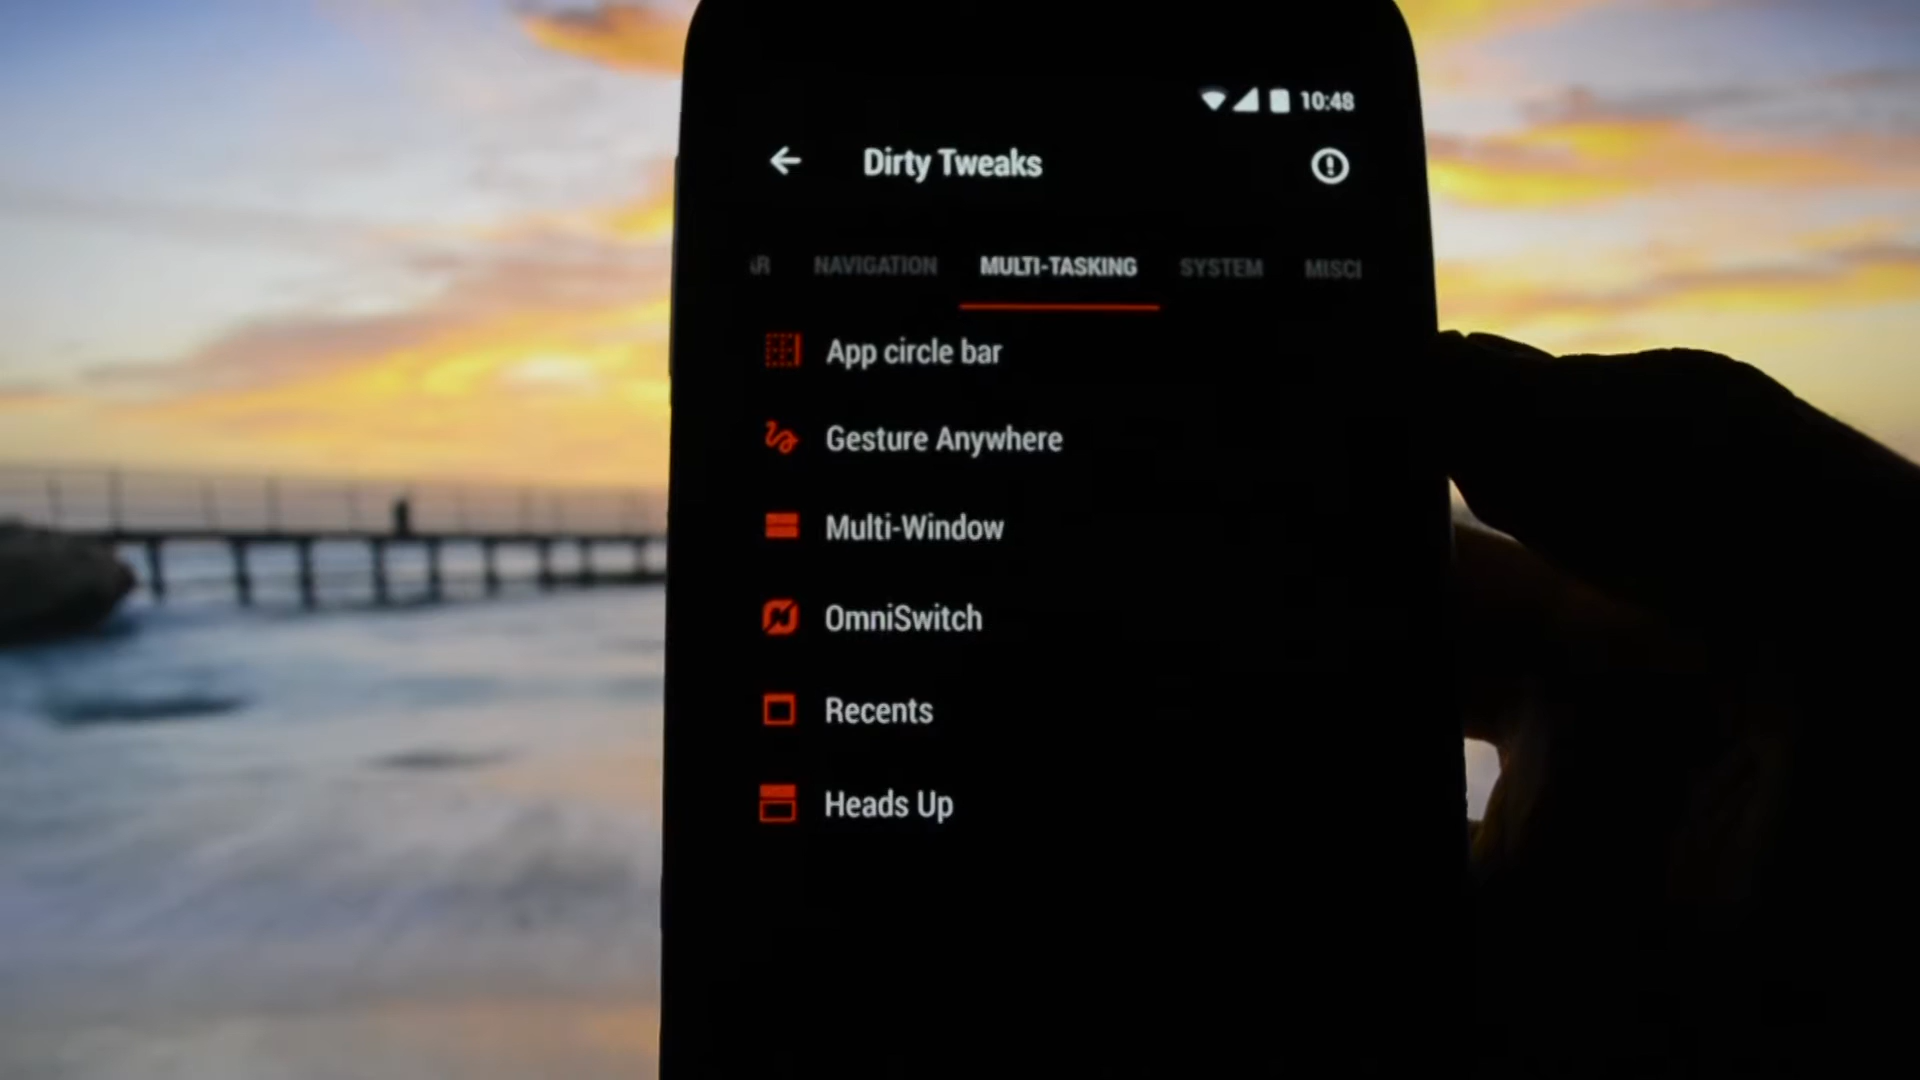 10:48
Dirty Tweaks
NAVIGATION MULTI-TASKING SYSTEM MISCI
App circle bar
Gesture Anywhere
Multi-Window
OmniSwitch
Recents
Heads Up